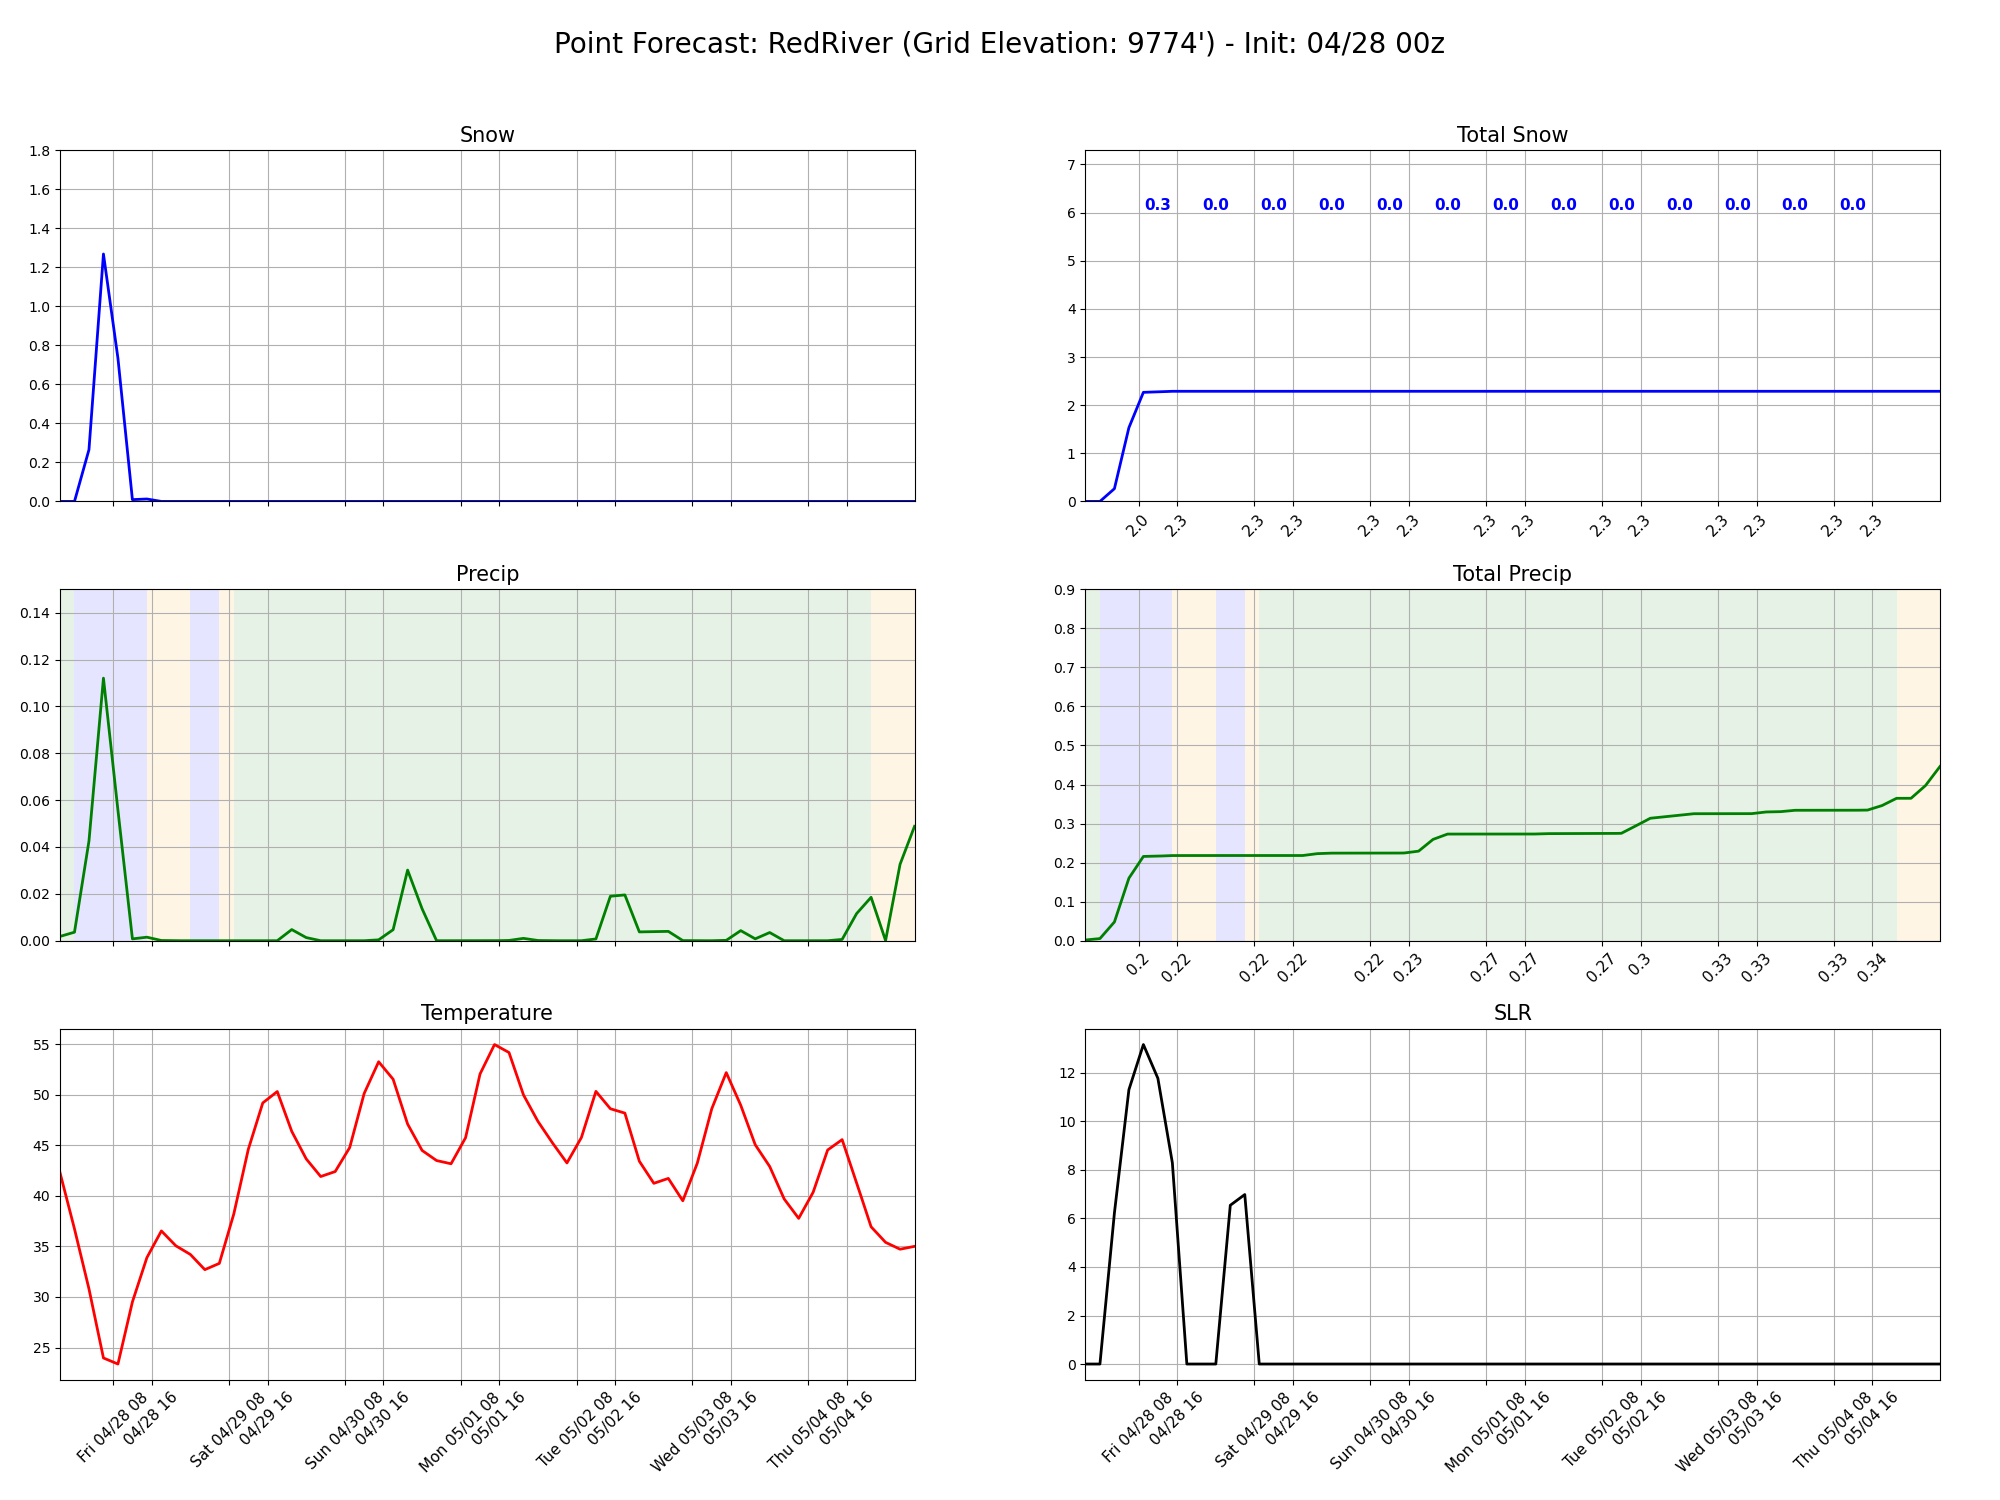 Point Forecast: RedRiver (Grid Elevation: 9774') - Init: 04/28 00z
Snow
1.8
1.6
1.4
1.2
1.0
0.8
0.6
0.4
0.2
0.0
Total Snow
7
6
5
4
3
2
1
0
0.3 0.0 0.0 0.0 0.0 0.0 0.0 0.0 0.0 0.0 0.0 0.0 0.0
2.0 2.3 2.3 2.3 2.3 2.3 2.3 2.3 2.3 2.3 2.3 2.3 2.3 2.3
Precip
0.14
0.12
0.10
0.08
0.06
0.04
0.02
0.00
Total Precip
0.9
0.8
0.7
0.6
0.5
0.4
0.3
0.2
0.1
0.0
0.2 0.22 0.22 0.22 0.22 0.23 0.27 0.27 0.27 0.3 0.33 0.33 0.33 0.34
Temperature
55
50
45
40
35
30
25
Fri 04/28 08
04/28 16
Sat 04/29 08
04/29 16
Sun 04/30 08
04/30 16
Mon 05/01 08
05/01 16
Tue 05/02 08
05/02 16
Wed 05/03 08
05/03 16
Thu 05/04 08
05/04 16
SLR
12
10
8
6
4
2
0
Fri 04/28 08
04/28 16
Sat 04/29 08
04/29 16
Sun 04/30 08
04/30 16
Mon 05/01 08
05/01 16
Tue 05/02 08
05/02 16
Wed 05/03 08
05/03 16
Thu 05/04 08
05/04 16